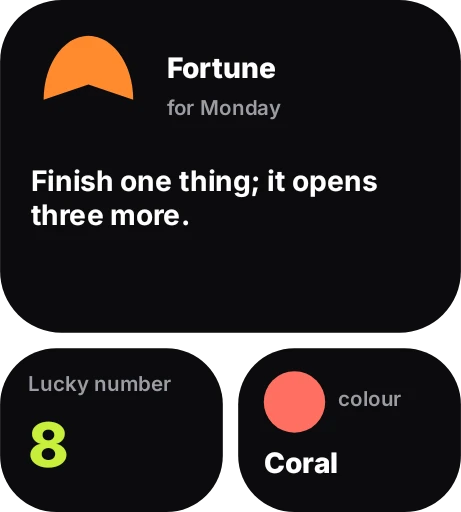 Fortune
for Monday
Finish one thing; it opens
three more.
Lucky number
8
colour
Coral